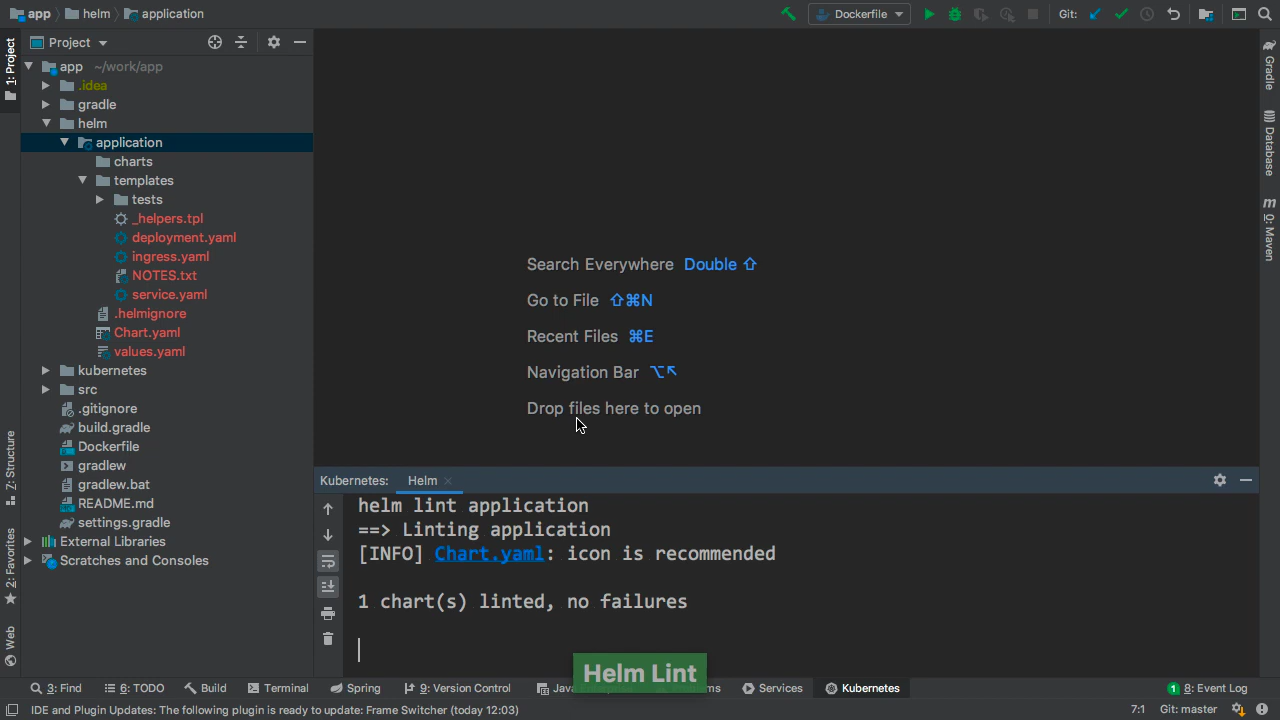 app
helm
application
Dockerfile
Git:
Project
1: Project
app ~/work/app
.idea
gradle
helm
application
charts
templates
tests
_helpers.tpl
deployment.yaml
ingress.yaml
NOTES.txt
service.yaml
.helmignore
Chart.yaml
values.yaml
kubernetes
src
.gitignore
build.gradle
Dockerfile
gradlew
gradlew.bat
README.md
settings.gradle
External Libraries
Scratches and Consoles
7: Structure
2: Favorites
Web
Search Everywhere Double ⇧
Go to File ⇧⌘N
Recent Files ⌘E
Navigation Bar ⌥↖
Drop files here to open
Gradle
Database
m 0: Maven
Kubernetes: Helm
helm lint application
==> Linting application
[INFO] Chart.yaml: icon is recommended
1 chart(s) linted, no failures
Helm Lint
3: Find
6: TODO
Build
Terminal
Spring
9: Version Control
Services
Kubernetes
1 8: Event Log
IDE and Plugin Updates: The following plugin is ready to update: Frame Switcher (today 12:03)
7:1 Git: master